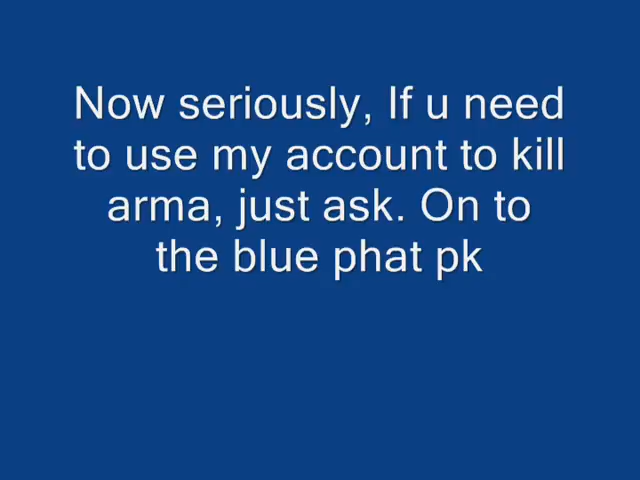 Now seriously, If u need
to use my account to kill
arma, just ask. On to
the blue phat pk